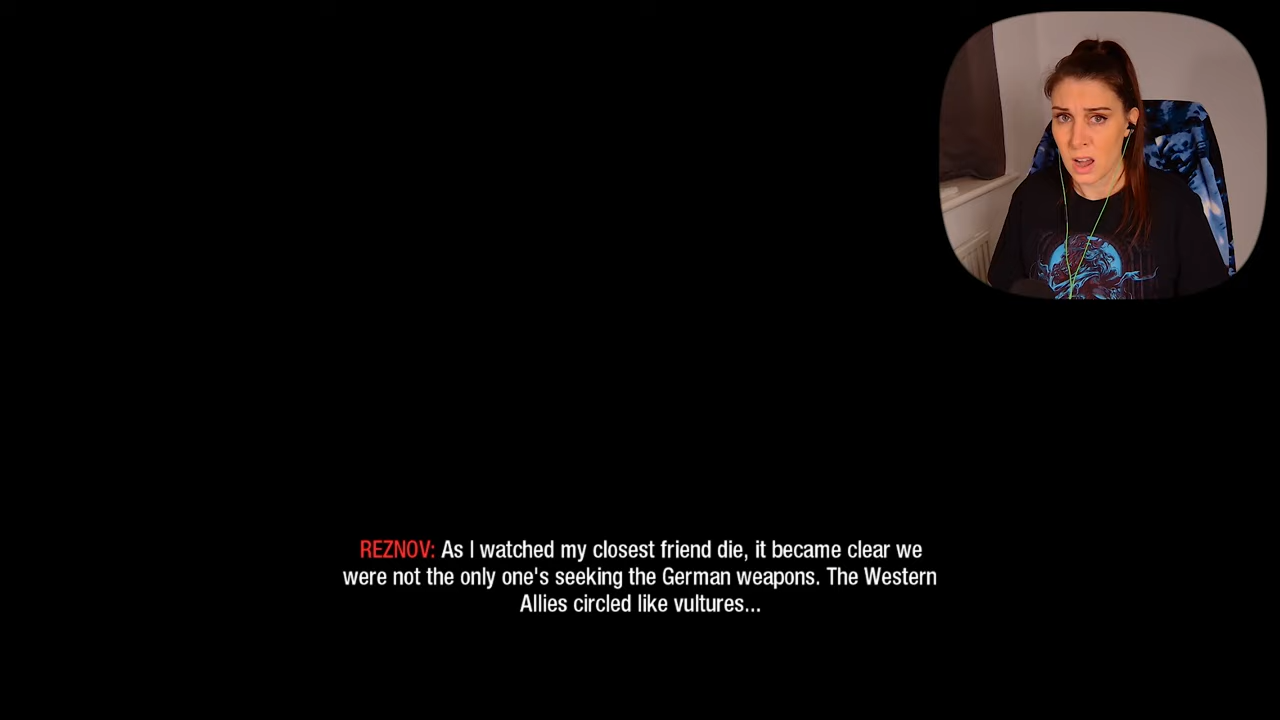 REZNOV: As I watched my closest friend die, it became clear we
were not the only one's seeking the German weapons. The Western
Allies circled like vultures...